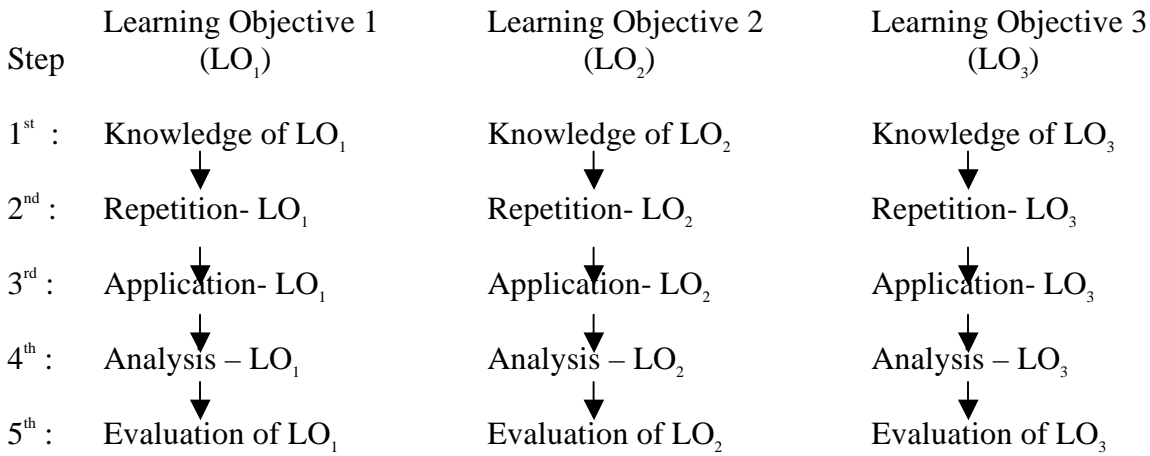 Learning Objective 1 Learning Objective 2 Learning Objective 3
Step (LO₁) (LO₂) (LO₃)
1st : Knowledge of LO₁ Knowledge of LO₂ Knowledge of LO₃
2nd : Repetition- LO₁ Repetition- LO₂ Repetition- LO₃
3rd : Application- LO₁ Application- LO₂ Application- LO₃
4th : Analysis – LO₁ Analysis – LO₂ Analysis – LO₃
5th : Evaluation of LO₁ Evaluation of LO₂ Evaluation of LO₃